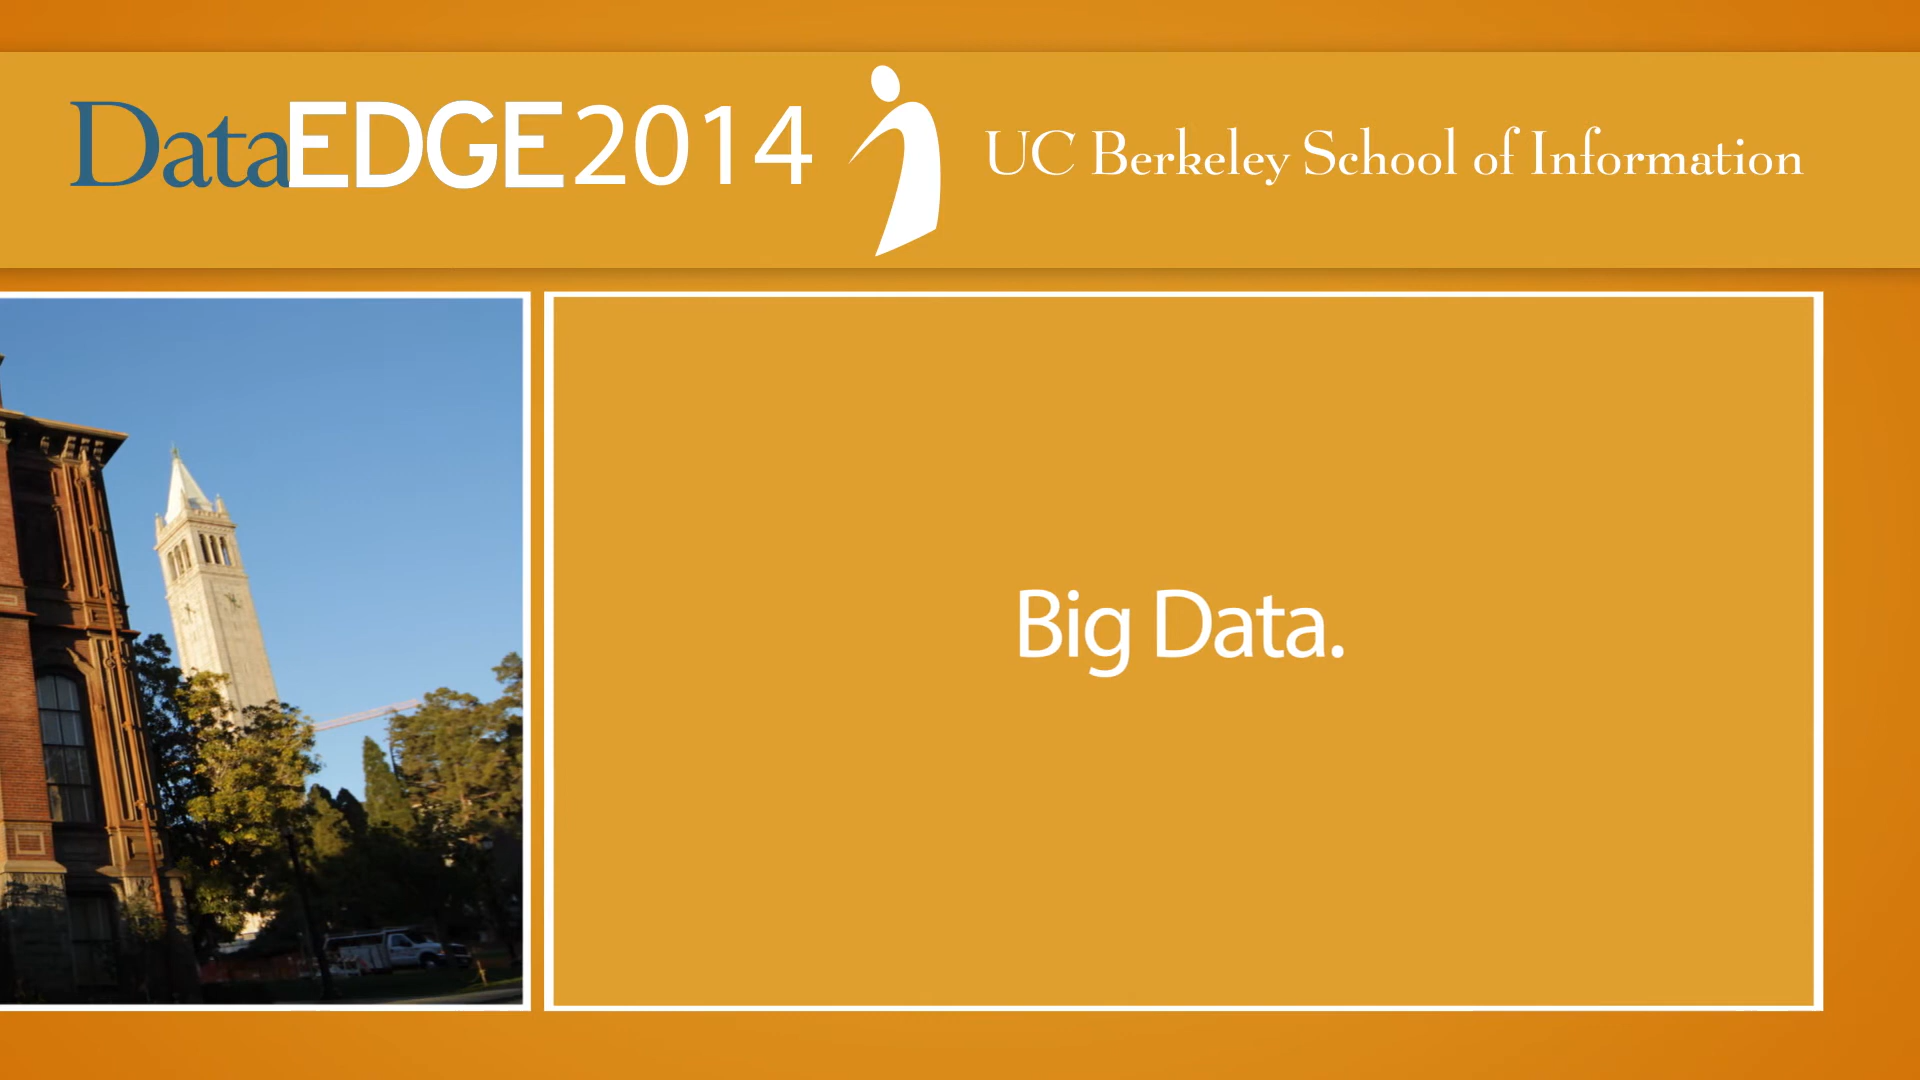 DataEDGE2014
UC Berkeley School of Information
Big Data.